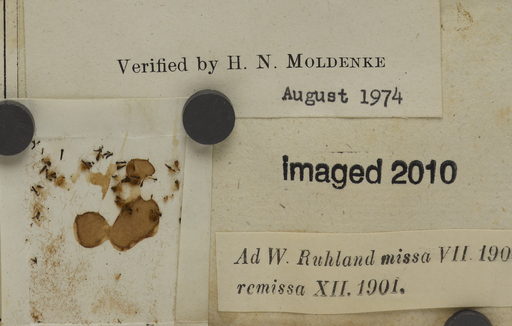 Verified by H. N. MOLDENKE
August 1974
Imaged 2010
Ad W. Ruhland missa VII. 190
remissa XII. 1901.